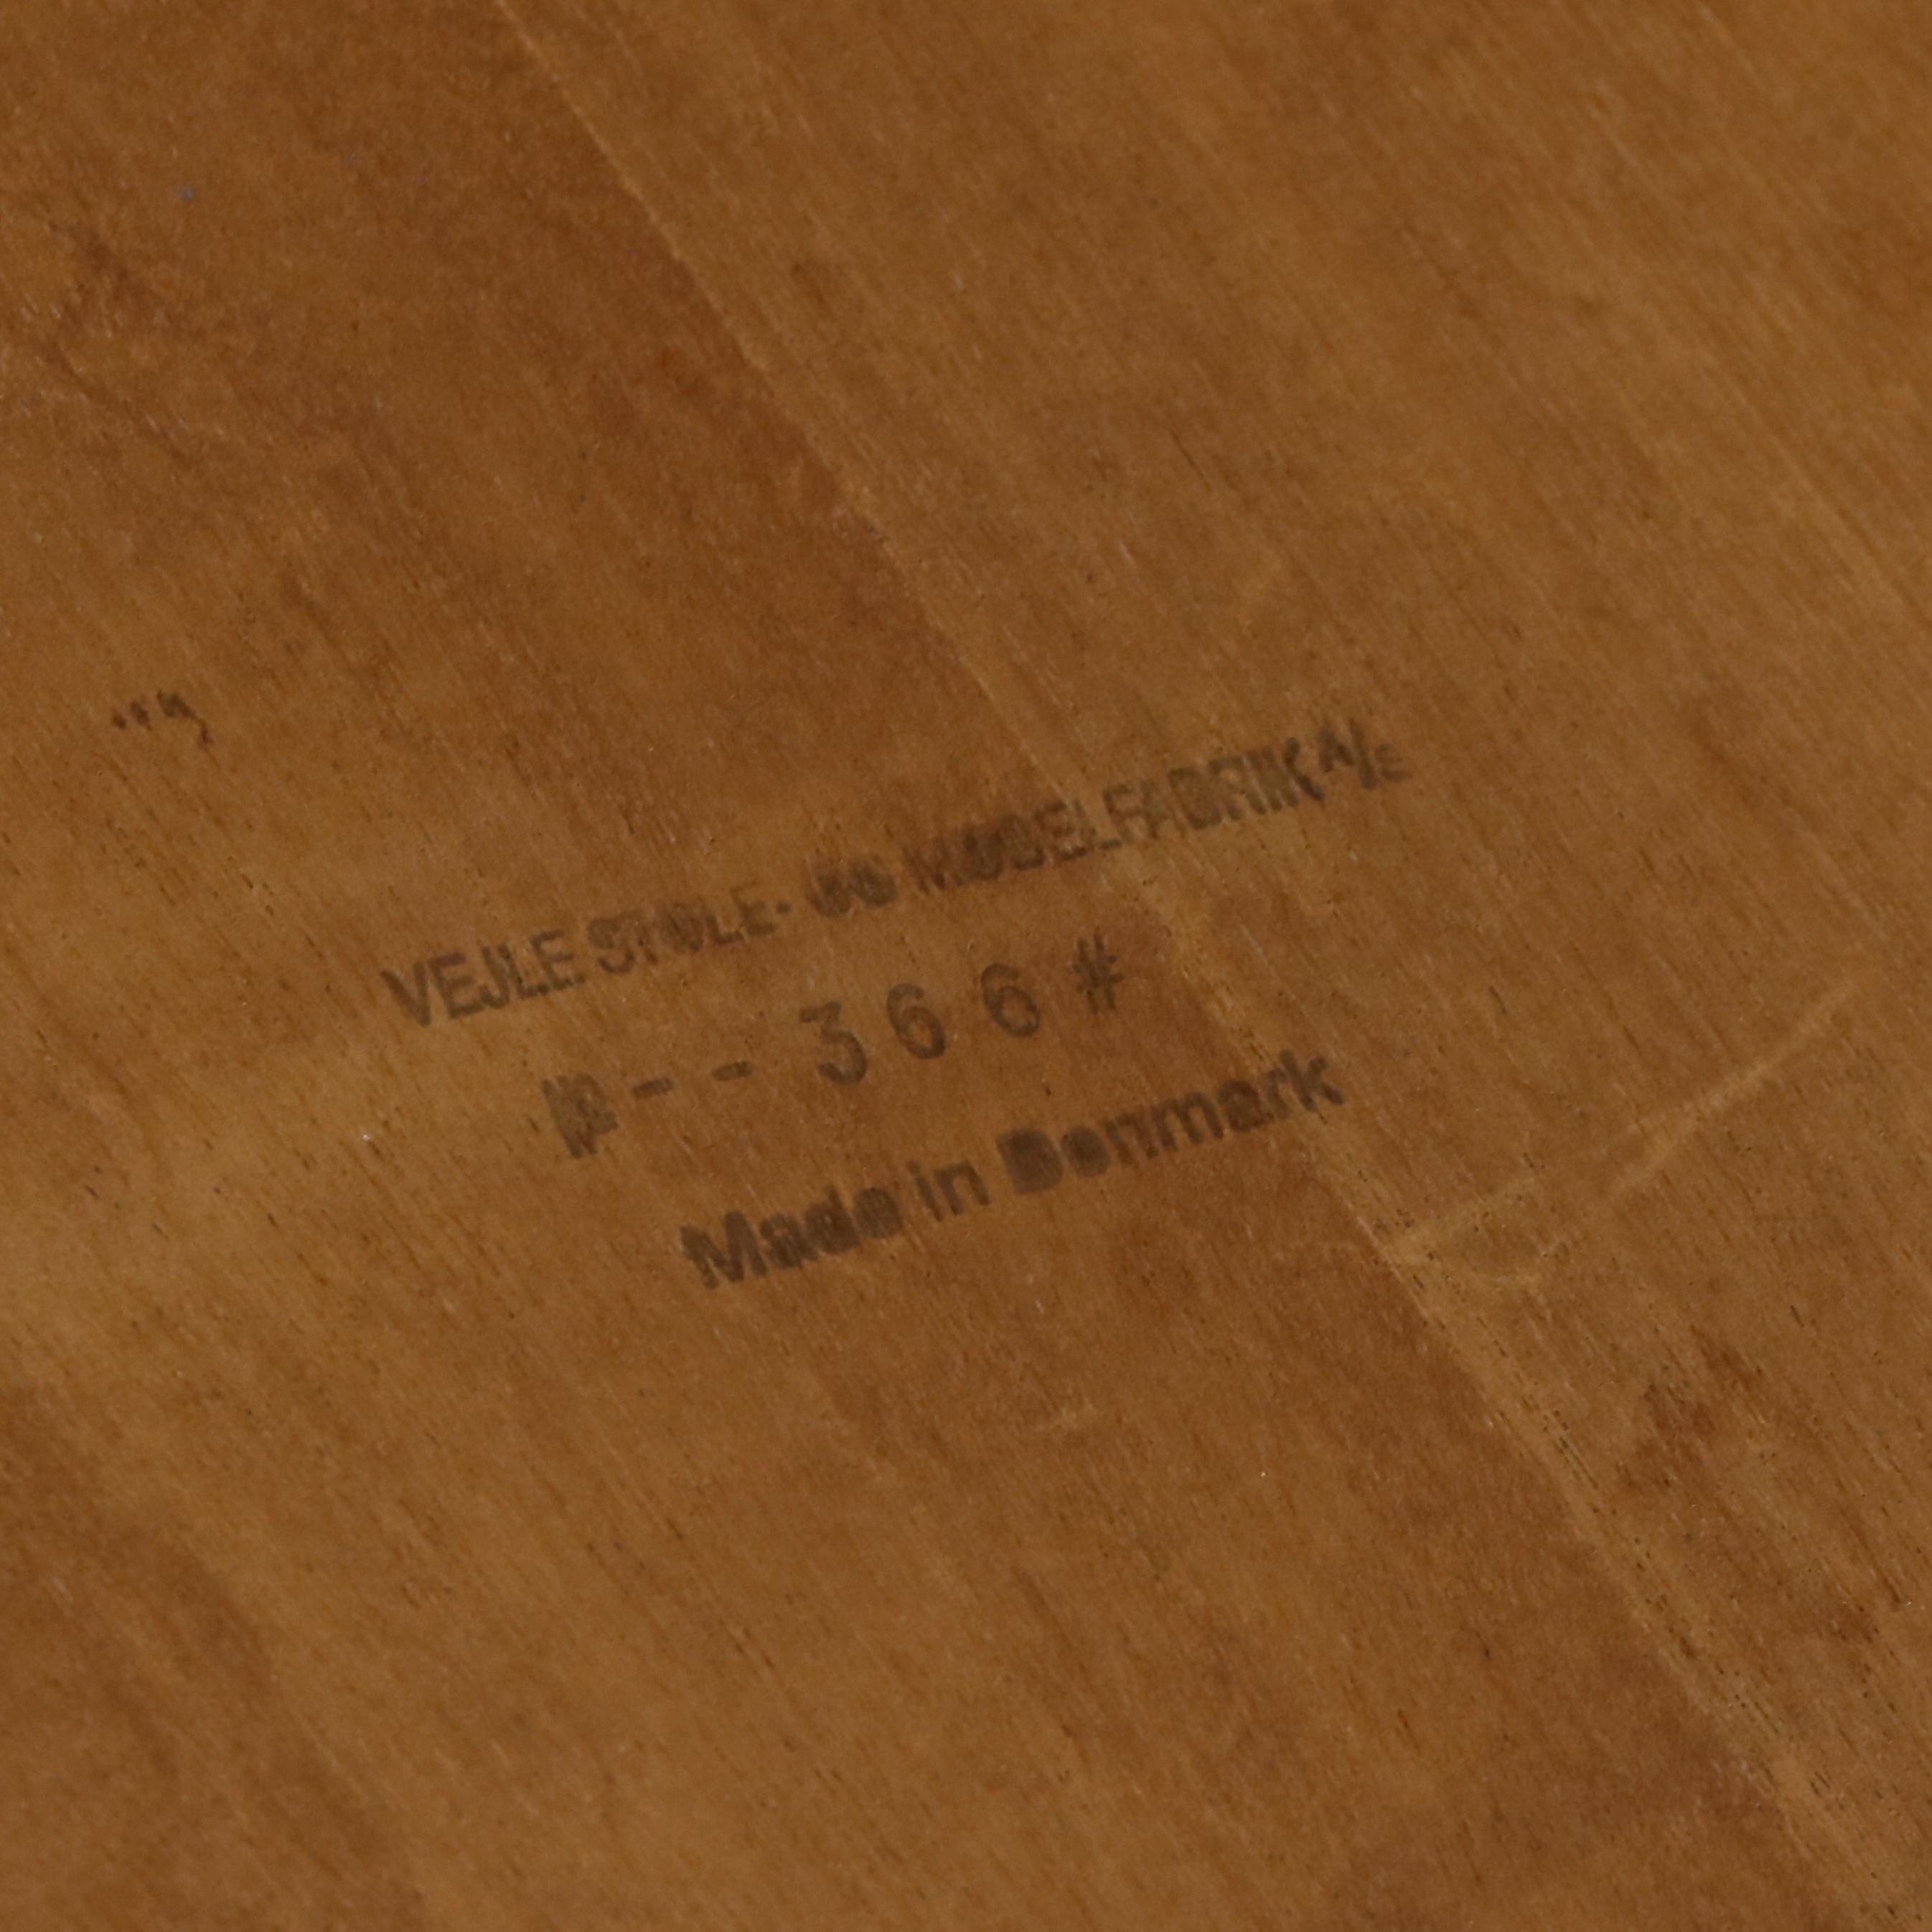 VEJLE STOLE- OG MØBELFABRIK A/S
#--366#
Made in Denmark